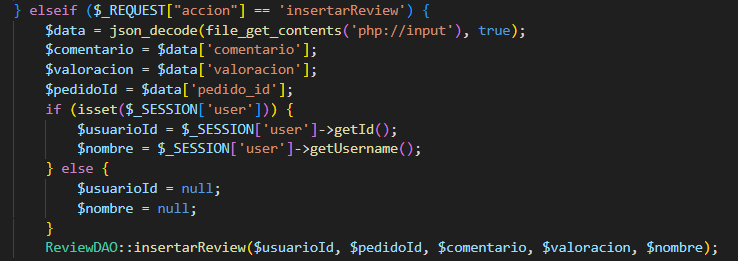 } elseif ($_REQUEST["accion"] == 'insertarReview') {
$data = json_decode(file_get_contents('php://input'), true);
$comentario = $data['comentario'];
$valoracion = $data['valoracion'];
$pedidoId = $data['pedido_id'];
if (isset($_SESSION['user'])) {
$usuarioId = $_SESSION['user']->getId();
$nombre = $_SESSION['user']->getUsername();
} else {
$usuarioId = null;
$nombre = null;
}
ReviewDAO::insertarReview($usuarioId, $pedidoId, $comentario, $valoracion, $nombre);